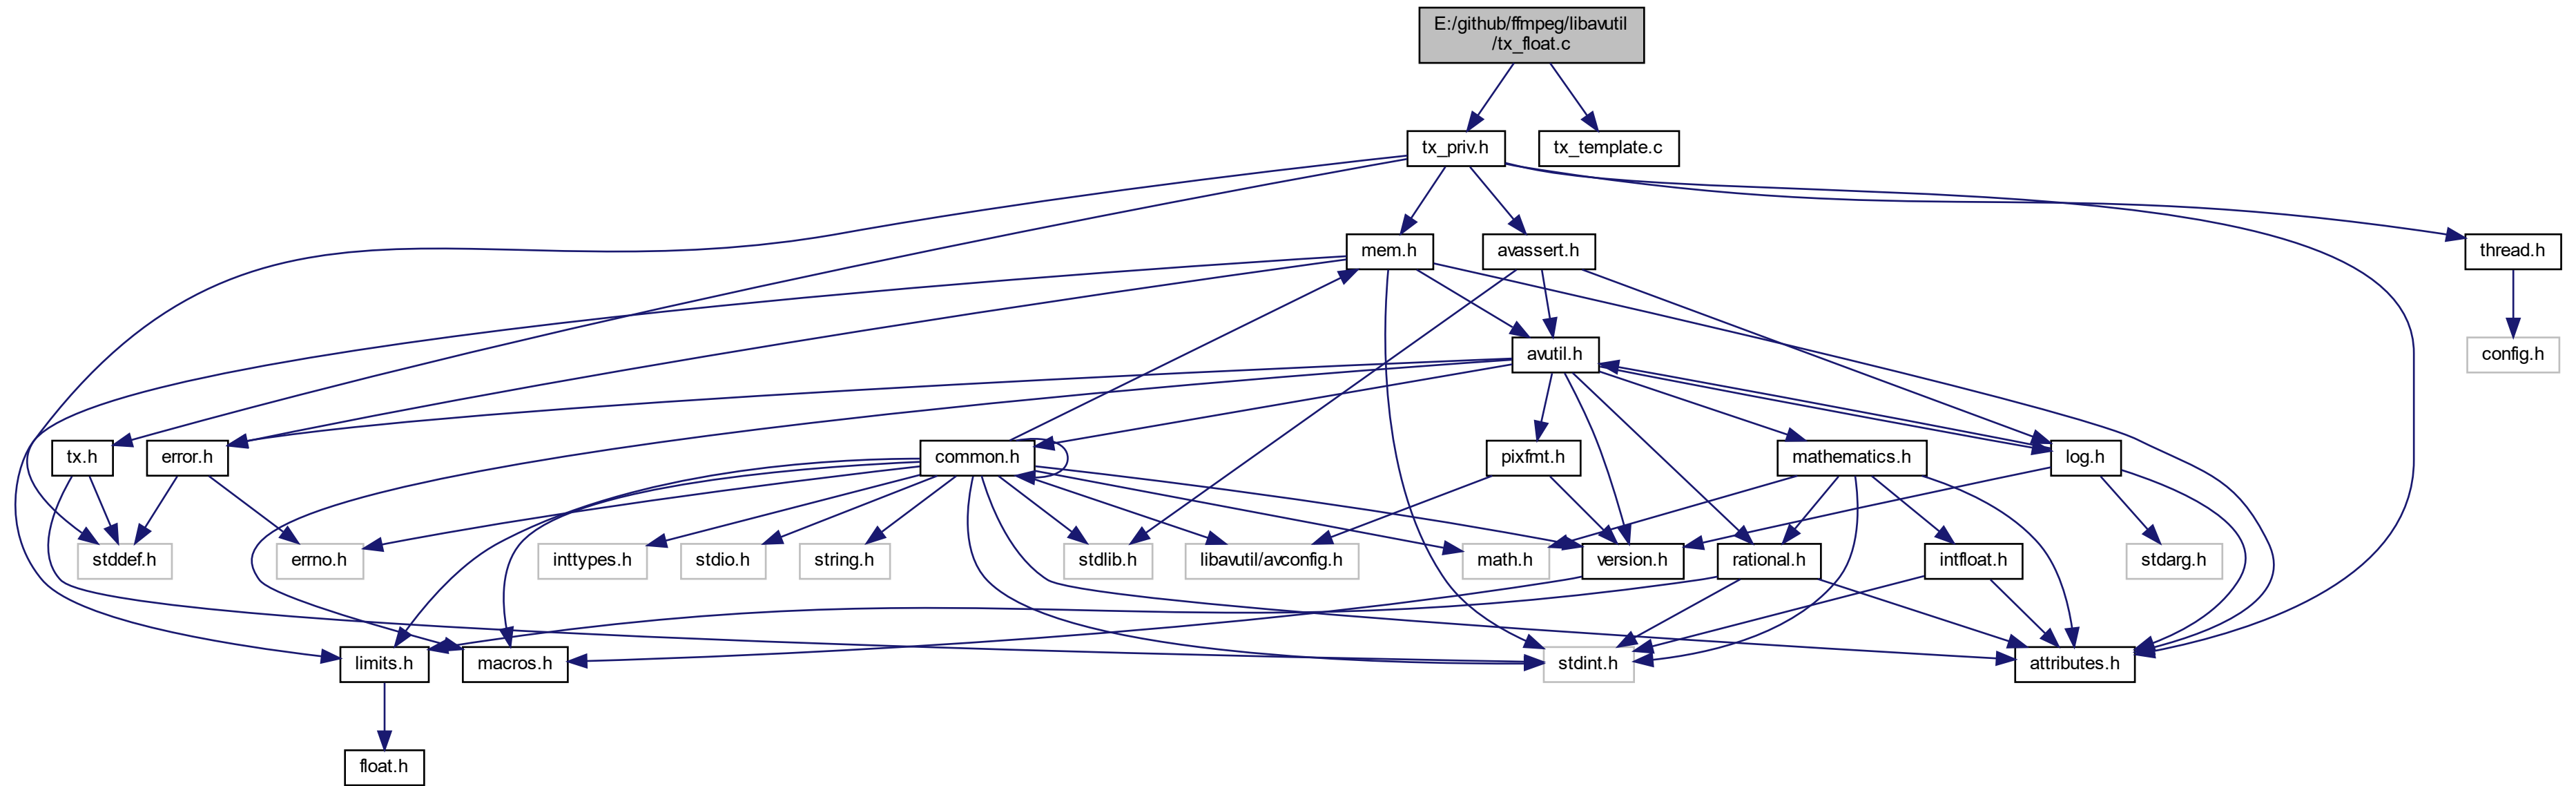 E:/github/ffmpeg/libavutil
/tx_float.c
tx_priv.h
tx_template.c
mem.h
avassert.h
thread.h
avutil.h
config.h
tx.h
error.h
common.h
pixfmt.h
mathematics.h
log.h
stddef.h
errno.h
inttypes.h
stdio.h
string.h
stdlib.h
libavutil/avconfig.h
math.h
version.h
rational.h
intfloat.h
stdarg.h
limits.h
macros.h
stdint.h
attributes.h
float.h